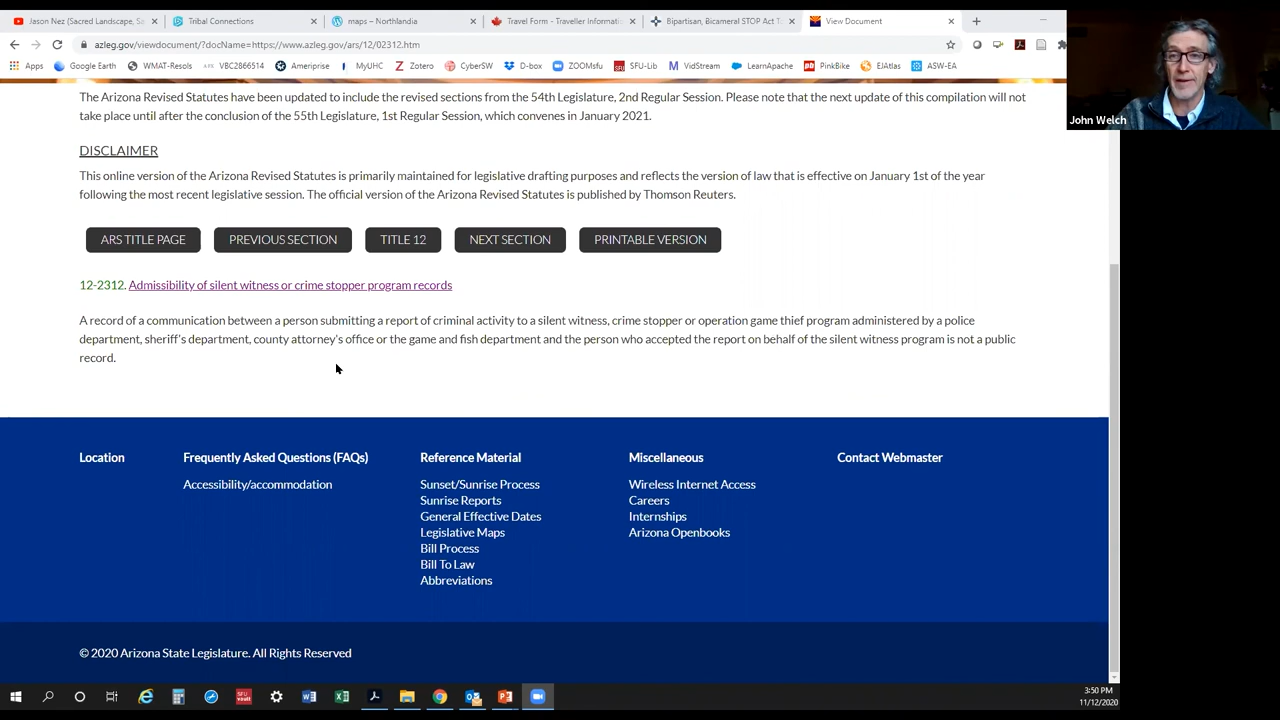 Jason Nez (Sacred Landscape, Sa
Tribal Connections
maps – Northlandia
Travel Form - Traveller Informati
Bipartisan, Bicameral STOP Act T
View Document
azleg.gov/viewdocument/?docName=https://www.azleg.gov/ars/12/02312.htm
Apps
Google Earth
WMAT-Resols
VBC2866514
Ameriprise
MyUHC
Zotero
CyberSW
D-box
ZOOMsfu
SFU-Lib
VidStream
LearnApache
PinkBike
EJAtlas
ASW-EA
John Welch
The Arizona Revised Statutes have been updated to include the revised sections from the 54th Legislature, 2nd Regular Session. Please note that the next update of this compilation will not
take place until after the conclusion of the 55th Legislature, 1st Regular Session, which convenes in January 2021.
DISCLAIMER
This online version of the Arizona Revised Statutes is primarily maintained for legislative drafting purposes and reflects the version of law that is effective on January 1st of the year
following the most recent legislative session. The official version of the Arizona Revised Statutes is published by Thomson Reuters.
ARS TITLE PAGE
PREVIOUS SECTION
TITLE 12
NEXT SECTION
PRINTABLE VERSION
12-2312. Admissibility of silent witness or crime stopper program records
A record of a communication between a person submitting a report of criminal activity to a silent witness, crime stopper or operation game thief program administered by a police
department, sheriff's department, county attorney's office or the game and fish department and the person who accepted the report on behalf of the silent witness program is not a public
record.
Location
Frequently Asked Questions (FAQs)
Accessibility/accommodation
Reference Material
Sunset/Sunrise Process
Sunrise Reports
General Effective Dates
Legislative Maps
Bill Process
Bill To Law
Abbreviations
Miscellaneous
Wireless Internet Access
Careers
Internships
Arizona Openbooks
Contact Webmaster
© 2020 Arizona State Legislature. All Rights Reserved
3:50 PM
11/12/2020